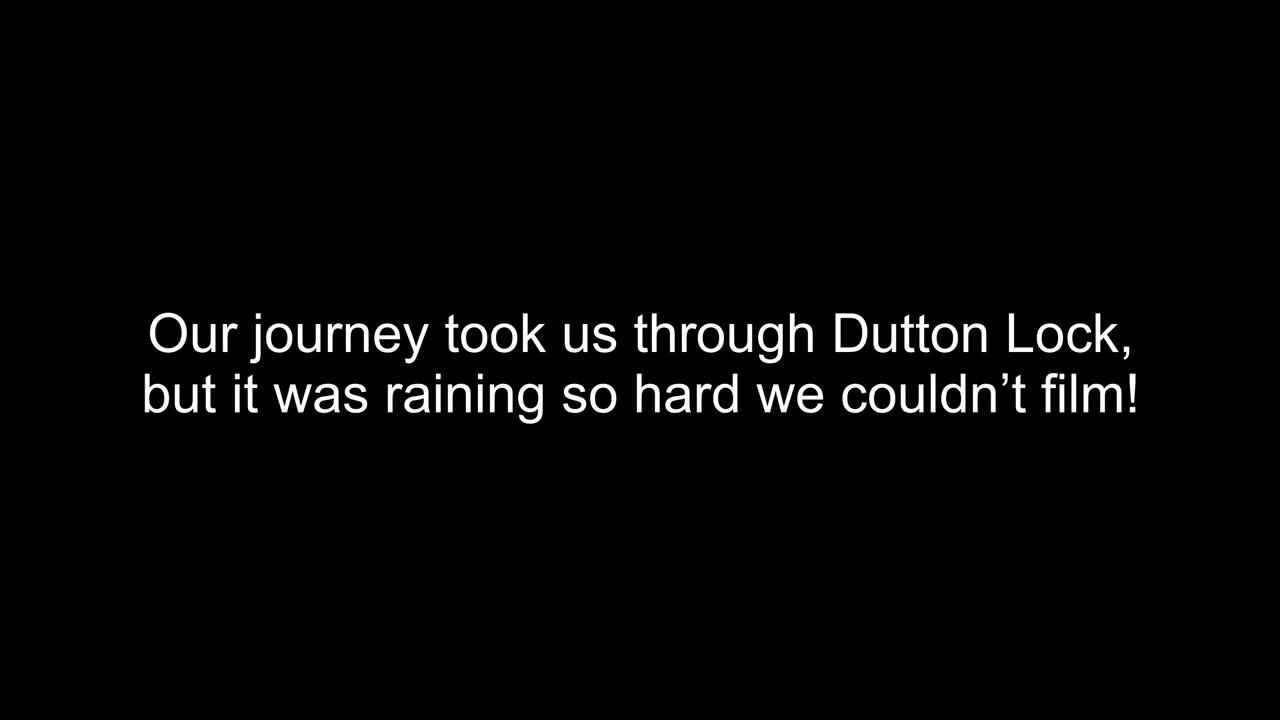 Our journey took us through Dutton Lock,
but it was raining so hard we couldn’t film!